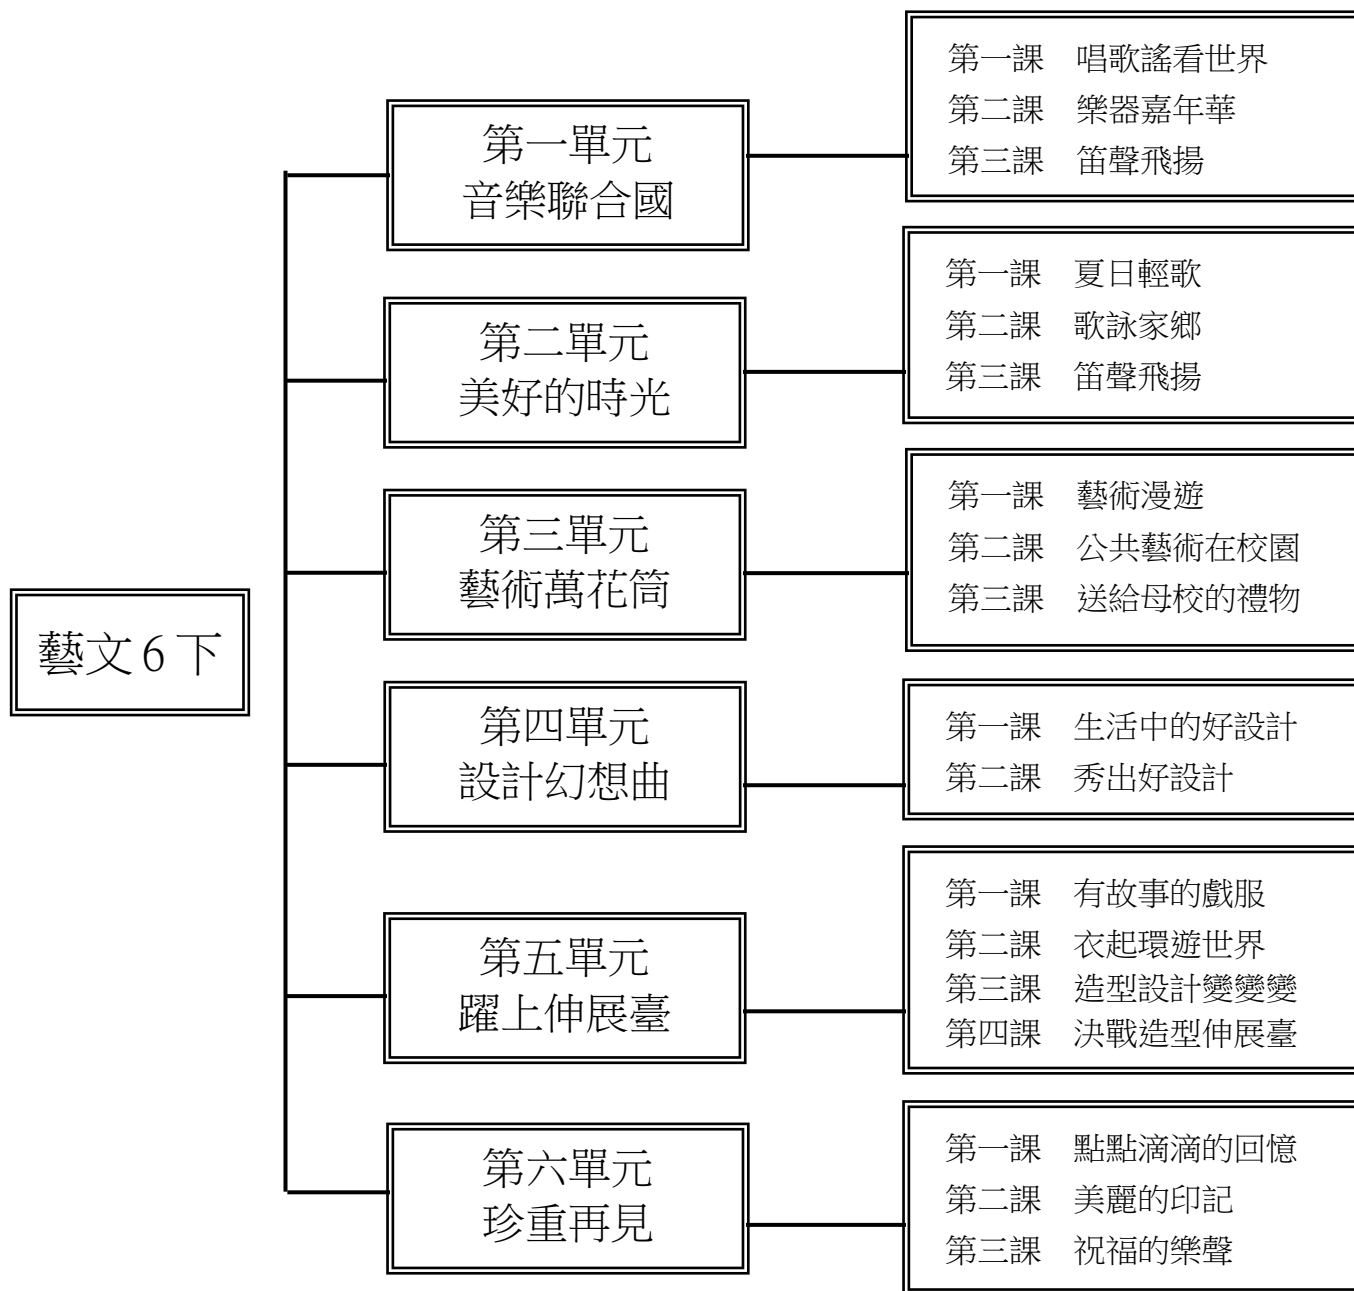 藝文6下
第一單元
音樂聯合國
第一課 唱歌謠看世界
第二課 樂器嘉年華
第三課 笛聲飛揚
第二單元
美好的時光
第一課 夏日輕歌
第二課 歌詠家鄉
第三課 笛聲飛揚
第三單元
藝術萬花筒
第一課 藝術漫遊
第二課 公共藝術在校園
第三課 送給母校的禮物
第四單元
設計幻想曲
第一課 生活中的好設計
第二課 秀出好設計
第五單元
躍上伸展臺
第一課 有故事的戲服
第二課 衣起環遊世界
第三課 造型設計變變變
第四課 決戰造型伸展臺
第六單元
珍重再見
第一課 點點滴滴的回憶
第二課 美麗的印記
第三課 祝福的樂聲